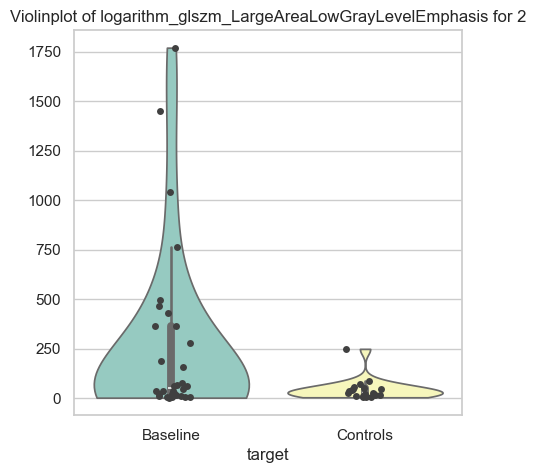 Violinplot of logarithm_glszm_LargeAreaLowGrayLevelEmphasis for 2
1750
1500
1250
1000
750
500
250
0
Baseline Controls
target